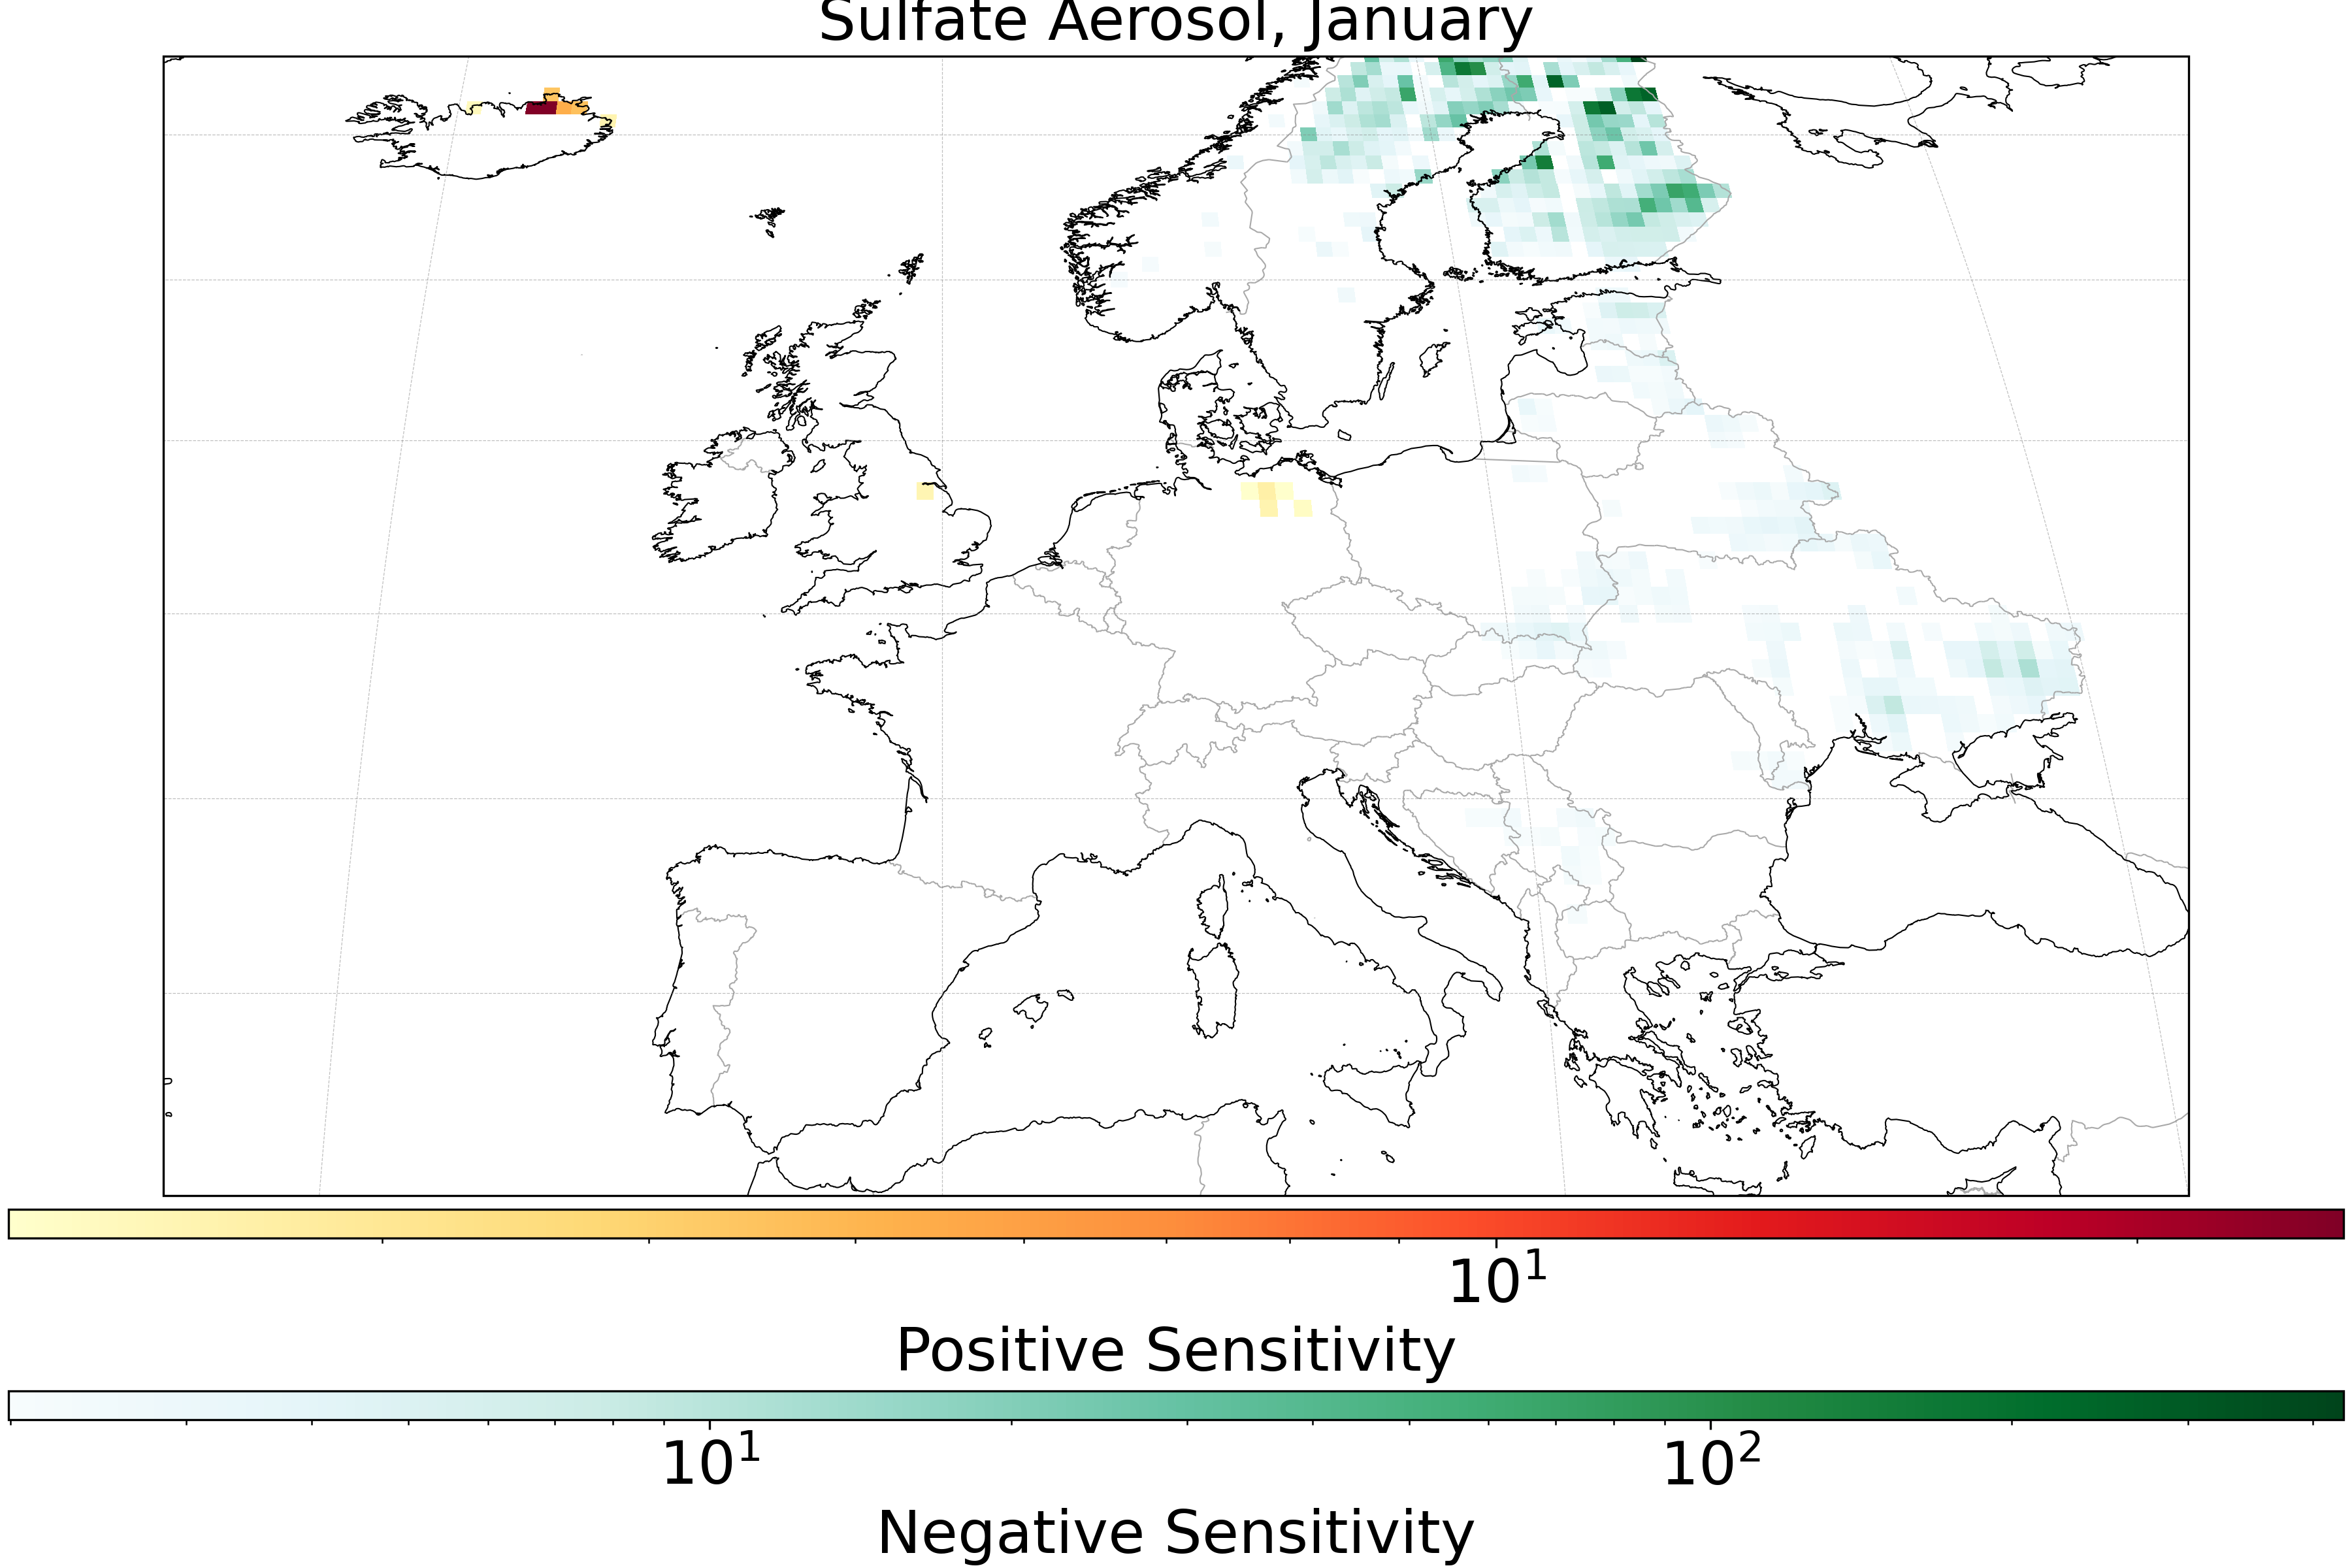 Sulfate Aerosol, January
10¹
Positive Sensitivity
10¹ 10²
Negative Sensitivity